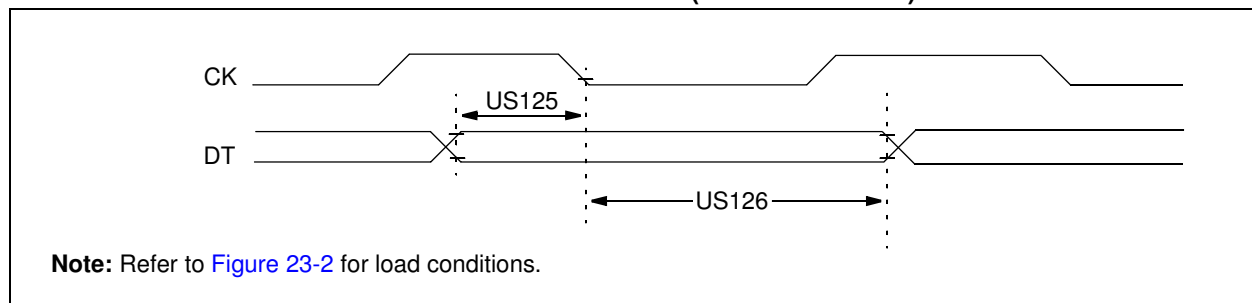 CK
US125
DT
US126
Note: Refer to Figure 23-2 for load conditions.